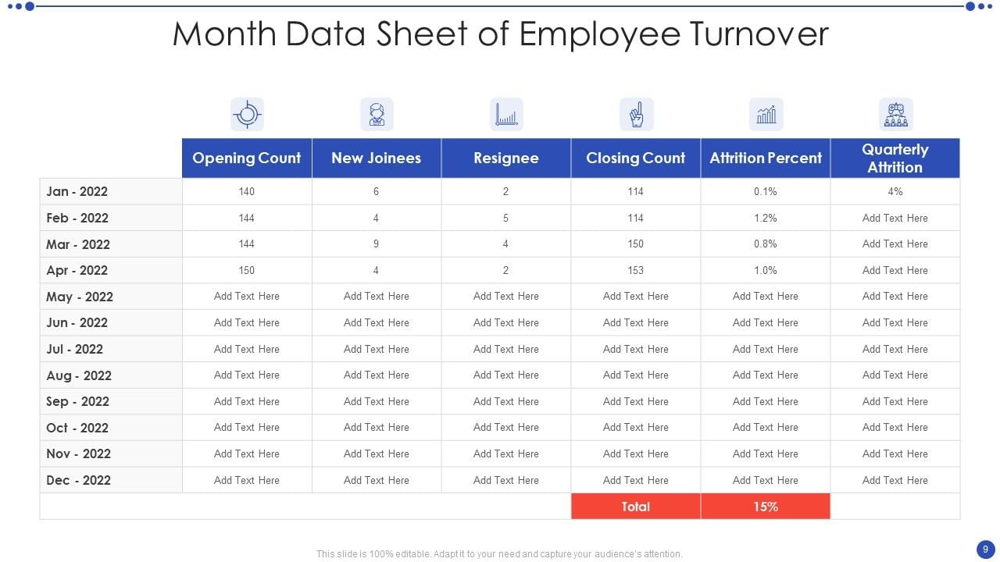 Month Data Sheet of Employee Turnover
Opening Count New Joinees Resignee Closing Count Attrition Percent Quarterly Attrition
Jan - 2022 140 6 2 114 0.1% 4%
Feb - 2022 144 4 5 114 1.2% Add Text Here
Mar - 2022 144 9 4 150 0.8% Add Text Here
Apr - 2022 150 4 2 153 1.0% Add Text Here
May - 2022 Add Text Here Add Text Here Add Text Here Add Text Here Add Text Here Add Text Here
Jun - 2022 Add Text Here Add Text Here Add Text Here Add Text Here Add Text Here Add Text Here
Jul - 2022 Add Text Here Add Text Here Add Text Here Add Text Here Add Text Here Add Text Here
Aug - 2022 Add Text Here Add Text Here Add Text Here Add Text Here Add Text Here Add Text Here
Sep - 2022 Add Text Here Add Text Here Add Text Here Add Text Here Add Text Here Add Text Here
Oct - 2022 Add Text Here Add Text Here Add Text Here Add Text Here Add Text Here Add Text Here
Nov - 2022 Add Text Here Add Text Here Add Text Here Add Text Here Add Text Here Add Text Here
Dec - 2022 Add Text Here Add Text Here Add Text Here Add Text Here Add Text Here Add Text Here
Total 15%
This slide is 100% editable. Adapt it to your need and capture your audience's attention.
9